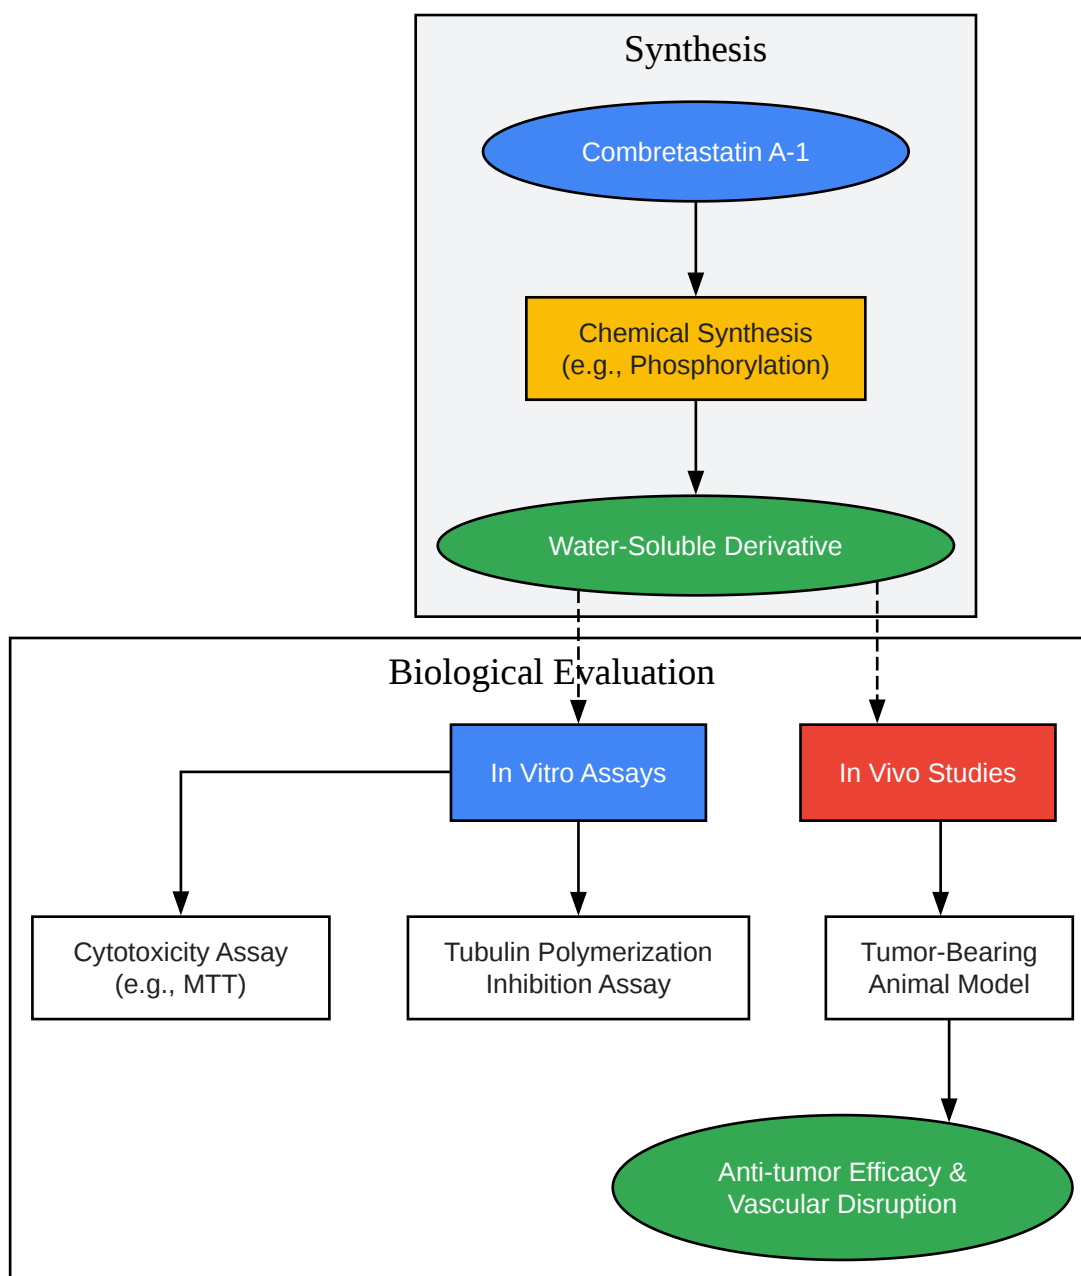 Synthesis
Combretastatin A-1
Chemical Synthesis
(e.g., Phosphorylation)
Water-Soluble Derivative
Biological Evaluation
In Vitro Assays
In Vivo Studies
Cytotoxicity Assay
(e.g., MTT)
Tubulin Polymerization
Inhibition Assay
Tumor-Bearing
Animal Model
Anti-tumor Efficacy &
Vascular Disruption